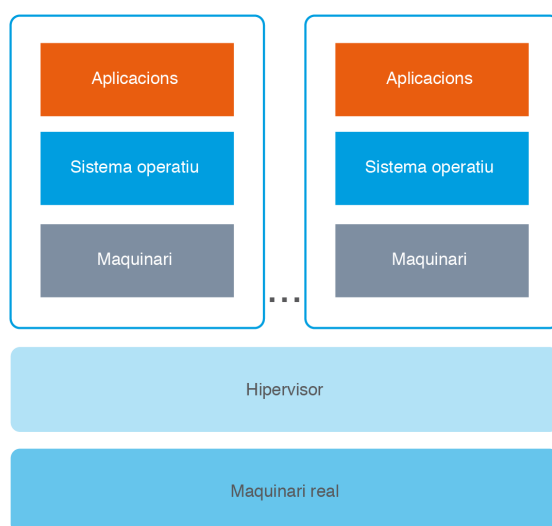 Aplicacions
Sistema operatiu
Maquinari
...
Aplicacions
Sistema operatiu
Maquinari
Hipervisor
Maquinari real